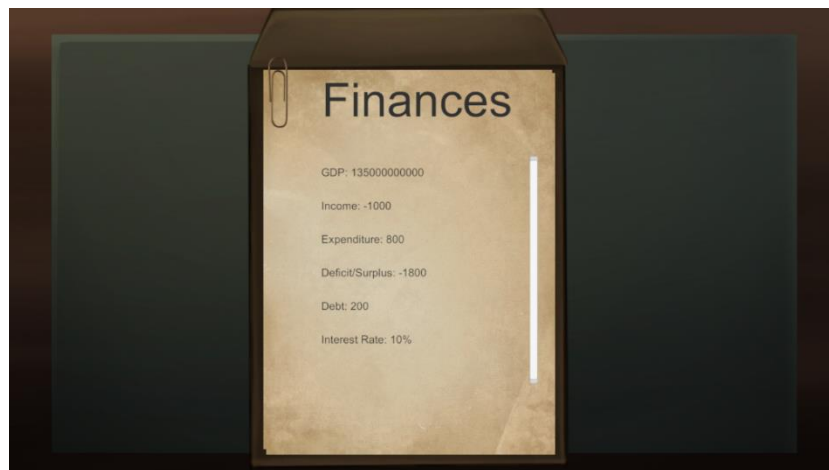 Finances
GDP: 135000000000
Income: -1000
Expenditure: 800
Deficit/Surplus: -1800
Debt: 200
Interest Rate: 10%